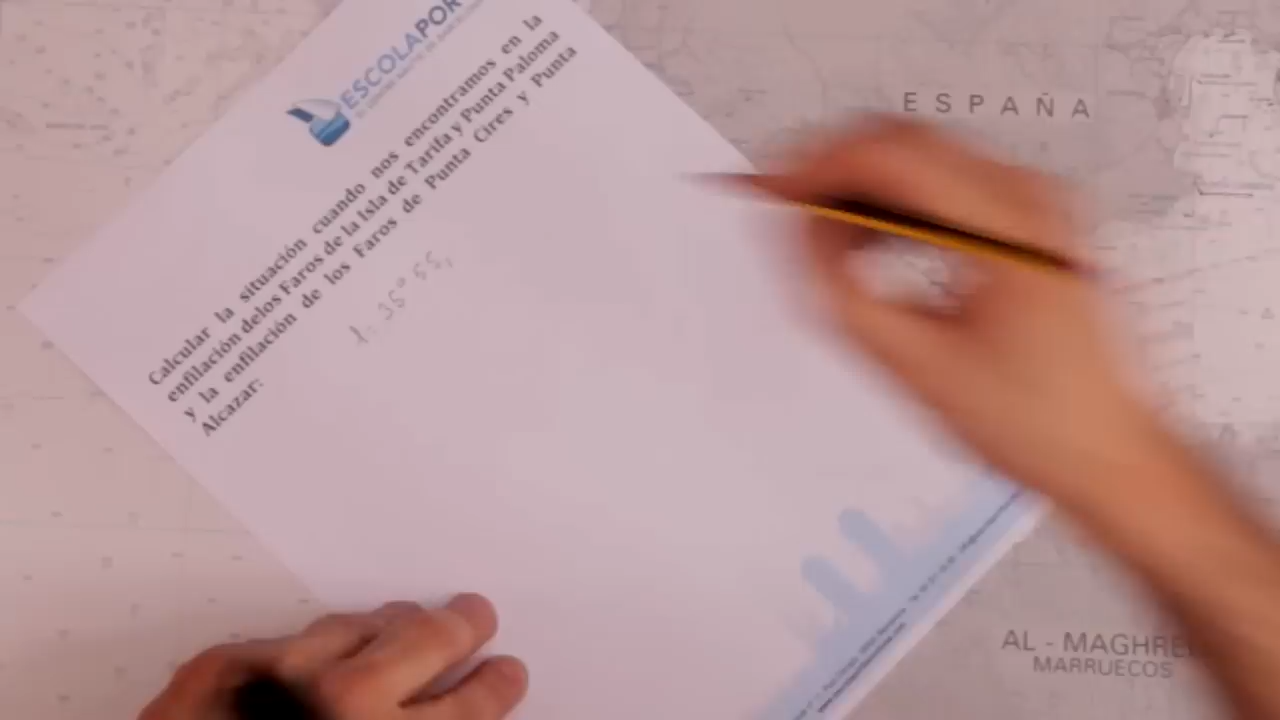 ESCOLAPOR
Calcular la situación cuando nos encontramos en la
enfilación delos Faros de la Isla de Tarifa y Punta Paloma
y la enfilación de los Faros de Punta Cires y Punta
Alcazar:
l: 35° 55,
ESPAÑA
AL - MAGHRE
MARRUECOS